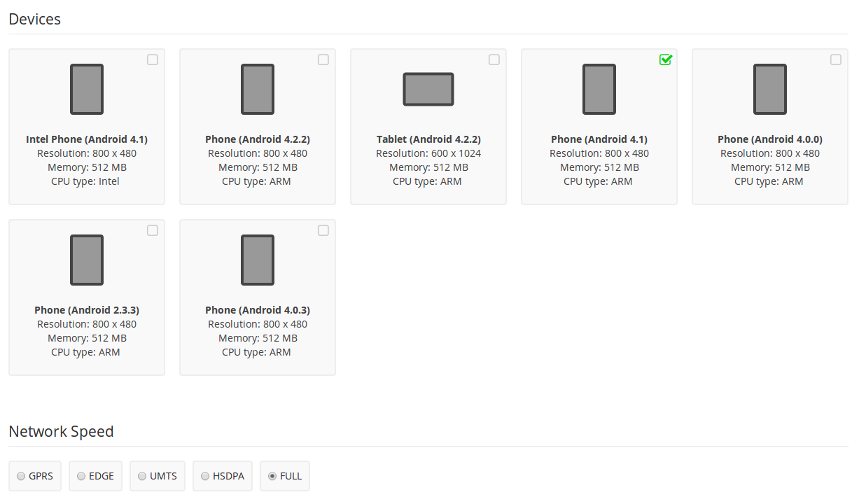 Devices
Intel Phone (Android 4.1)
Resolution: 800 x 480
Memory: 512 MB
CPU type: Intel
Phone (Android 4.2.2)
Resolution: 800 x 480
Memory: 512 MB
CPU type: ARM
Tablet (Android 4.2.2)
Resolution: 600 x 1024
Memory: 512 MB
CPU type: ARM
Phone (Android 4.1)
Resolution: 800 x 480
Memory: 512 MB
CPU type: ARM
Phone (Android 4.0.0)
Resolution: 800 x 480
Memory: 512 MB
CPU type: ARM
Phone (Android 2.3.3)
Resolution: 800 x 480
Memory: 512 MB
CPU type: ARM
Phone (Android 4.0.3)
Resolution: 800 x 480
Memory: 512 MB
CPU type: ARM
Network Speed
GPRS
EDGE
UMTS
HSDPA
FULL